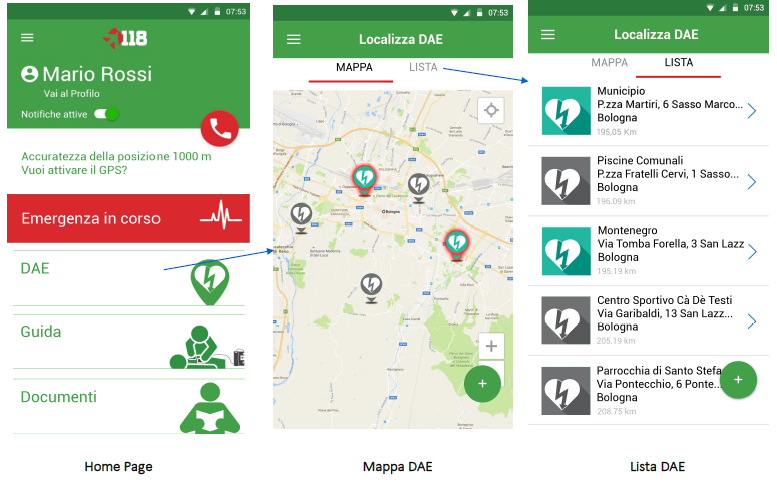 07:53
118
Mario Rossi
Vai al Profilo
Notifiche attive
Accuratezza della posizione 1000 m
Vuoi attivare il GPS?
Emergenza in corso
DAE
Guida
Documenti
Home Page
07:53
Localizza DAE
MAPPA
LISTA
Bologna
+
+
Mappa DAE
07:53
Localizza DAE
MAPPA
LISTA
Municipio
P.zza Martiri, 6 Sasso Marco...
Bologna
195,05 Km
Piscine Comunali
P.zza Fratelli Cervi, 1 Sasso...
Bologna
196.09 km
Montenegro
Via Tomba Forella, 3 San Lazz
Bologna
195.19 km
Centro Sportivo Cà Dè Testi
Via Garibaldi, 13 San Lazz...
Bologna
205.19 km
Parrocchia di Santo Stefa
Via Pontecchio, 6 Ponte...
Bologna
208.75 km
+
Lista DAE